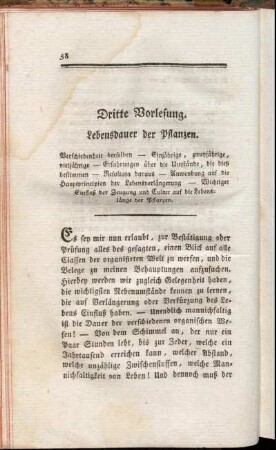 58
Dritte Vorlesung.
Lebensdauer der Pflanzen.
Verschiedenheit derselben — Einjährige, zweyjährige,
vieljährige — Erfahrungen über die Umstände, die dies
bestimmen — Resultate daraus — Anwendung auf die
Hauptprinzipien der Lebensverlängerung — Wichtiger
Einfluß der Zeugung und Cultur auf die Lebens-
länge der Pflanzen.
Es sey mir nun erlaubt, zur Bestätigung oder
Prüfung alles des gesagten, einen Blick auf alle
Classen der organisirten Welt zu werfen, und die
Belege zu meinen Behauptungen aufzusuchen.
Hierbey werden wir zugleich Gelegenheit haben,
die wichtigsten Nebenumstände kennen zu lernen,
die auf Verlängerung oder Verkürzung des Le-
bens Einfluß haben. — Unendlich mannichfaltig
ist die Dauer der verschiedenen organischen We-
sen! — Von dem Schimmel an, der nur ein
Paar Stunden lebt, bis zur Zeder, welche ein
Jahrtausend erreichen kann, welcher Abstand,
welche unzählige Zwischenstuffen, welche Man-
nichfaltigkeit von Leben! Und dennoch muß der